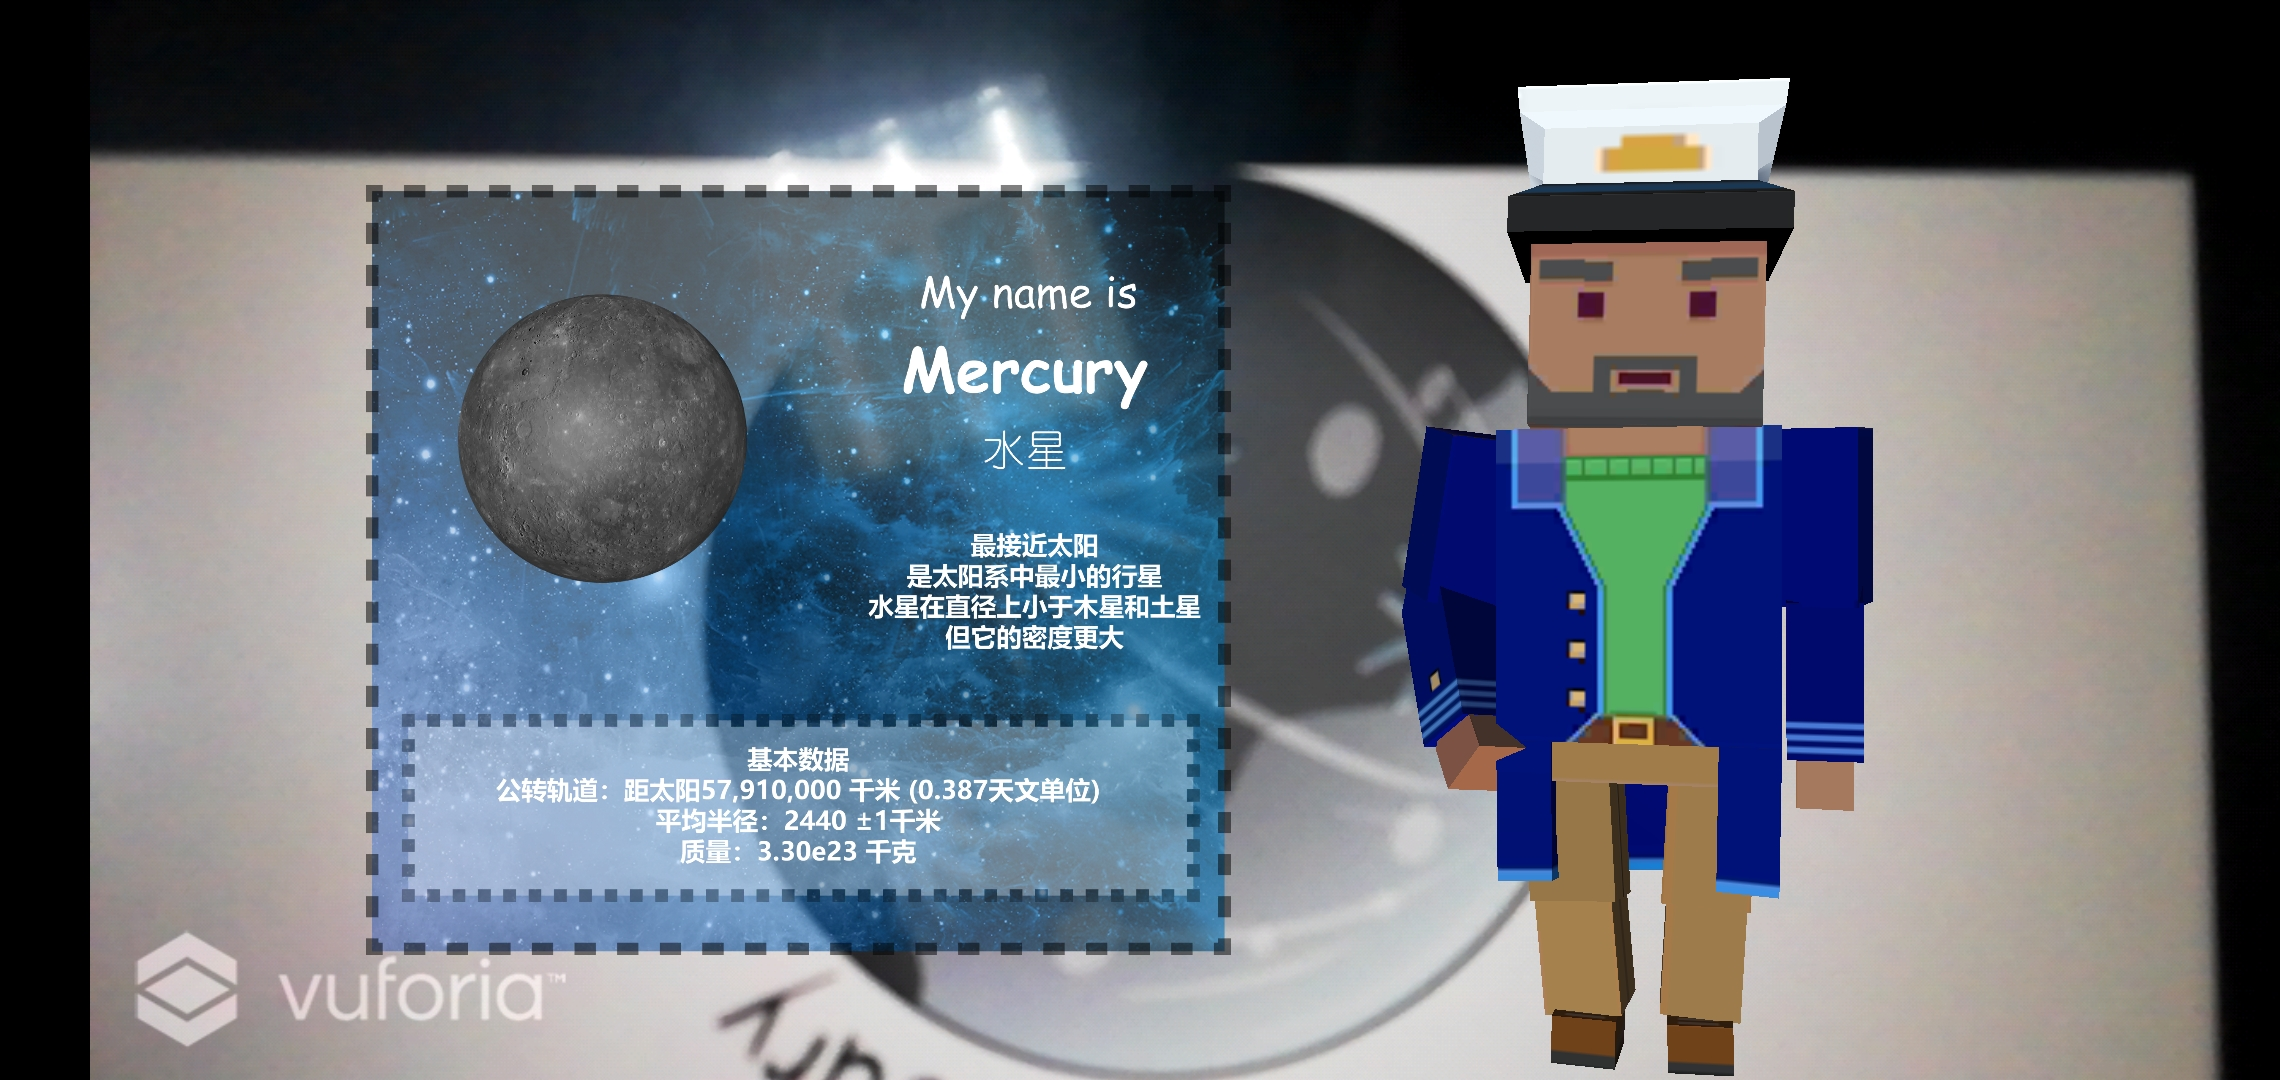 My name is
Mercury
水星
最接近太阳
是太阳系中最小的行星
水星在直径上小于木星和土星
但它的密度更大
基本数据
公转轨道：距太阳57,910,000 千米 (0.387天文单位)
平均半径：2440 ±1千米
质量：3.30e23 千克
vuforia™